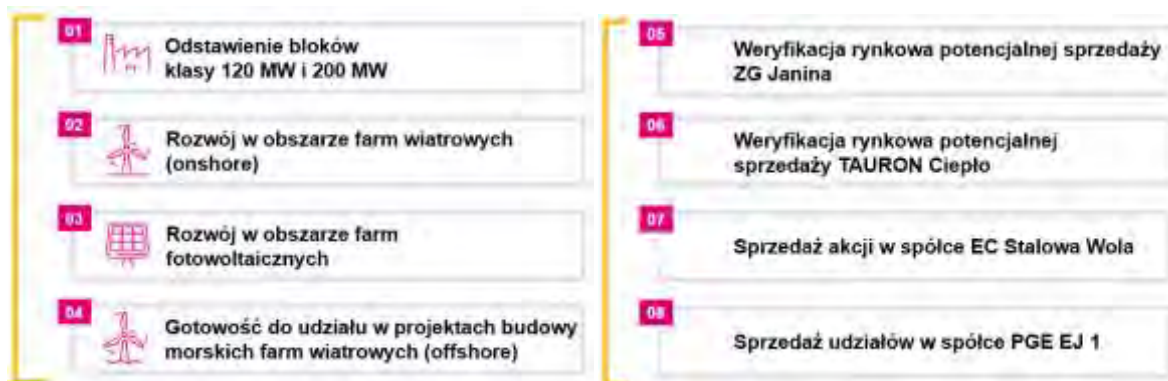 01
Odstawienie bloków
klasy 120 MW i 200 MW
02
Rozwój w obszarze farm wiatrowych
(onshore)
03
Rozwój w obszarze farm
fotowoltaicznych
04
Gotowość do udziału w projektach budowy
morskich farm wiatrowych (offshore)
05
Weryfikacja rynkowa potencjalnej sprzedaży
ZG Janina
06
Weryfikacja rynkowa potencjalnej
sprzedaży TAURON Ciepło
07
Sprzedaż akcji w spółce EC Stalowa Wola
08
Sprzedaż udziałów w spółce PGE EJ 1